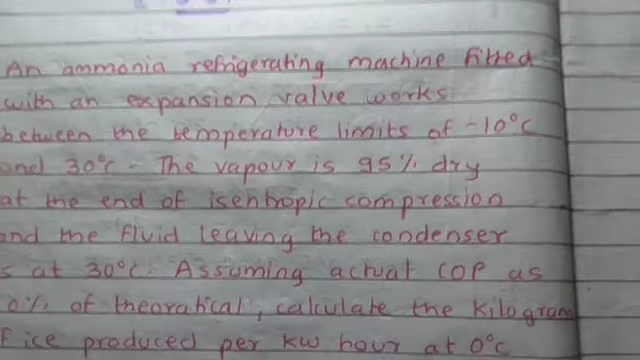 An ammonia refrigerating machine fitted
with an expansion valve works
between the temperature limits of -10°C
and 30°C. The vapour is 95% dry
at the end of isentropic compression
and the fluid leaving the condenser
s at 30°C. Assuming actual COP as
0% of theoratical, calculate the kilogram
f ice produced per kw hour at 0°C